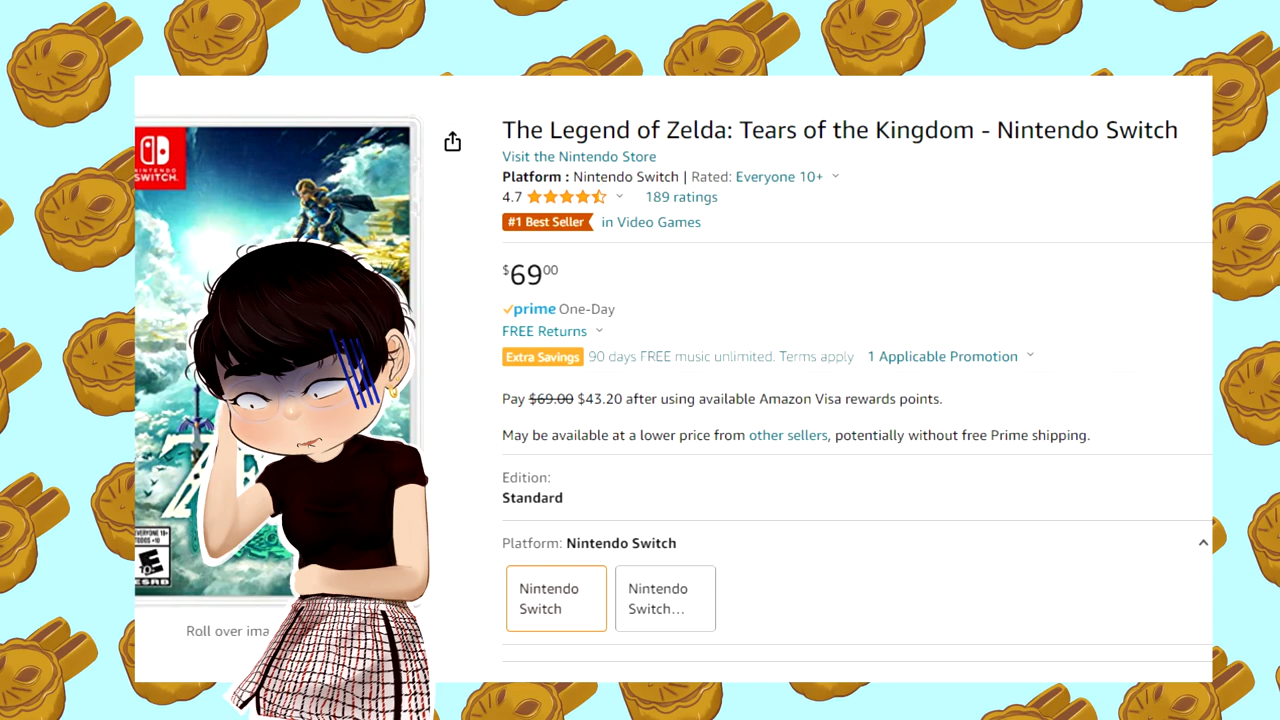 NINTENDO
SWITCH.
EVERYONE 10+
ESRB
Roll over ima
The Legend of Zelda: Tears of the Kingdom - Nintendo Switch
Visit the Nintendo Store
Platform : Nintendo Switch | Rated: Everyone 10+
4.7 189 ratings
#1 Best Seller in Video Games
$6900
prime One-Day
FREE Returns
Extra Savings 90 days FREE music unlimited. Terms apply 1 Applicable Promotion
Pay $69.00 $43.20 after using available Amazon Visa rewards points.
May be available at a lower price from other sellers, potentially without free Prime shipping.
Edition:
Standard
Platform: Nintendo Switch
Nintendo
Switch
Nintendo
Switch...